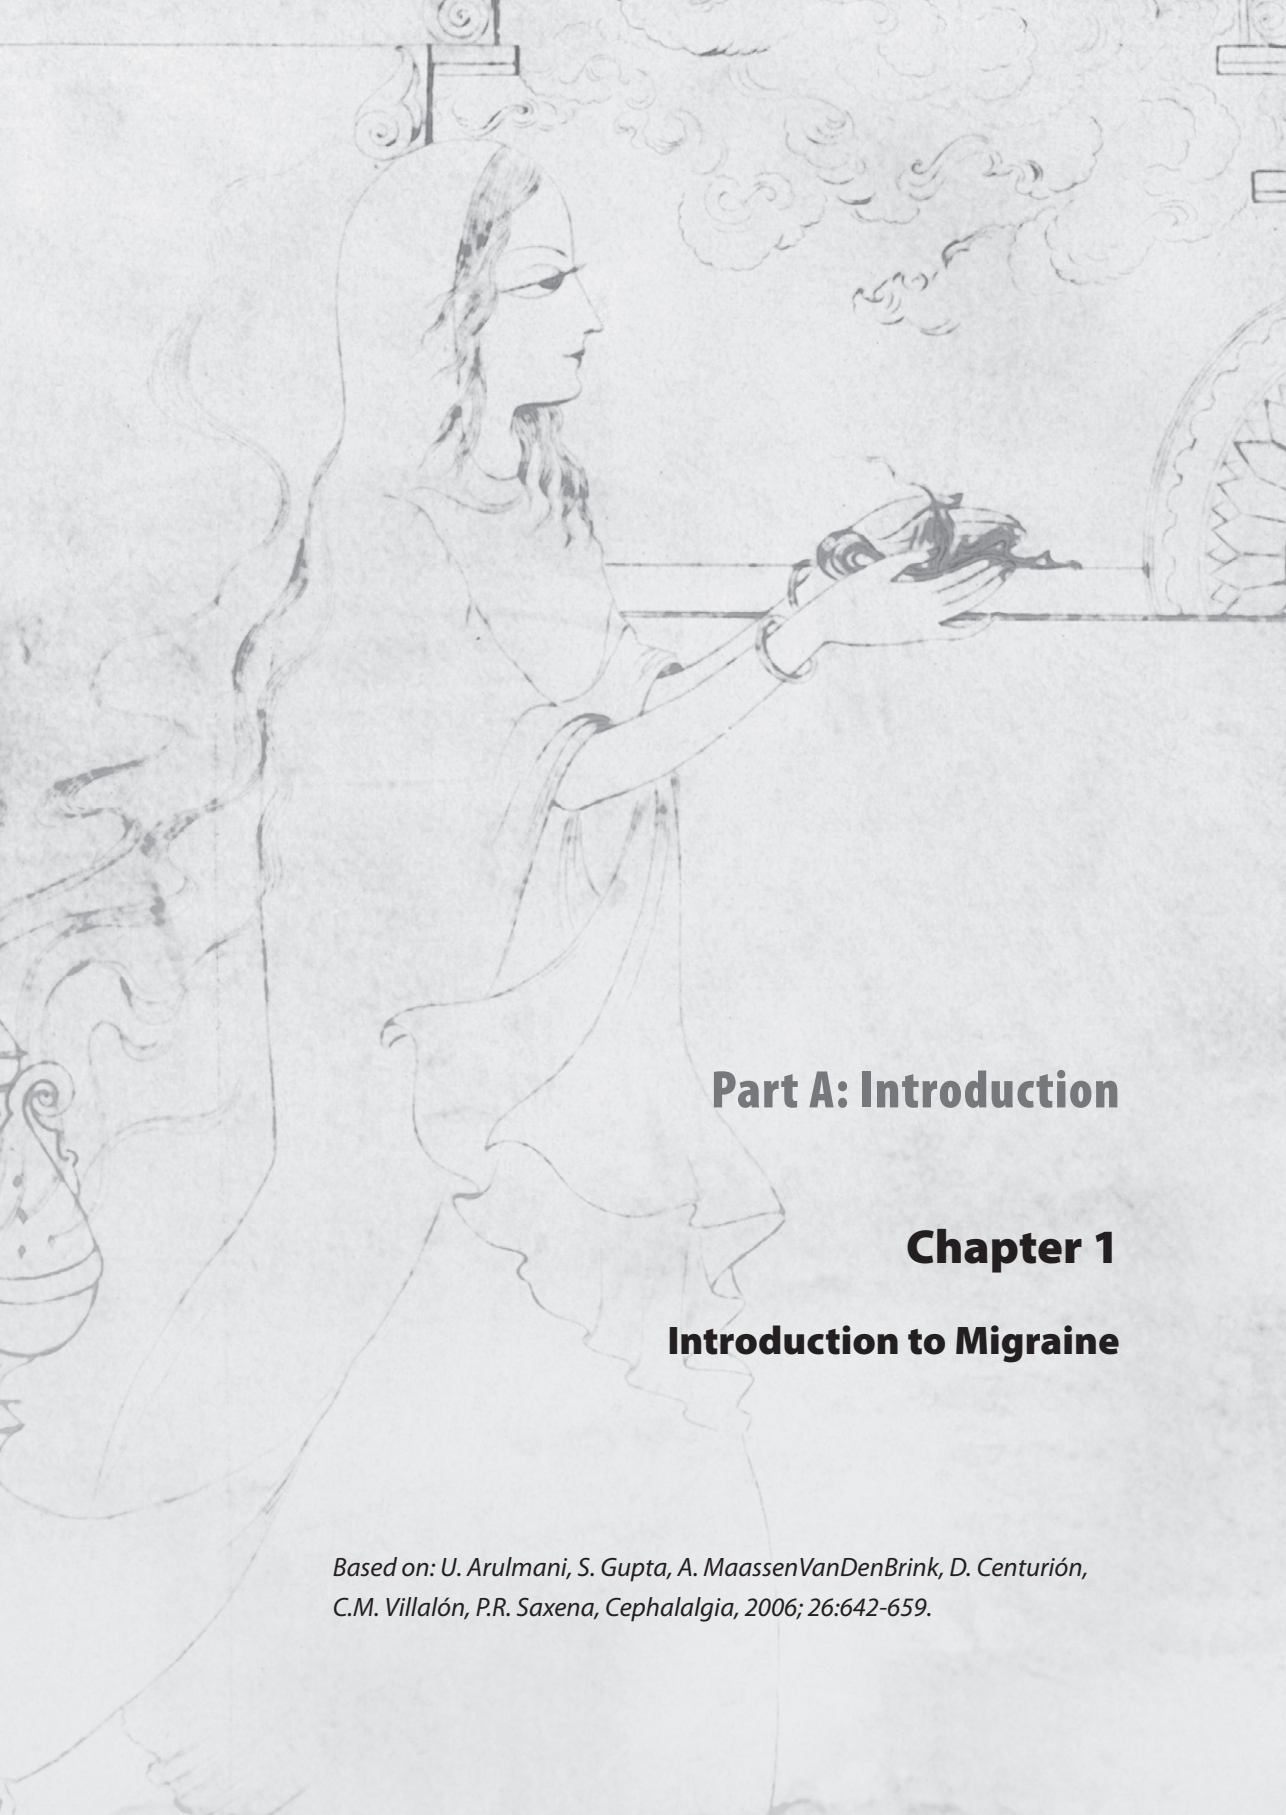 Part A: Introduction
Chapter 1
Introduction to Migraine
Based on: U. Arulmani, S. Gupta, A. MaassenVanDenBrink, D. Centurión,
C.M. Villalón, P.R. Saxena, Cephalalgia, 2006; 26:642-659.